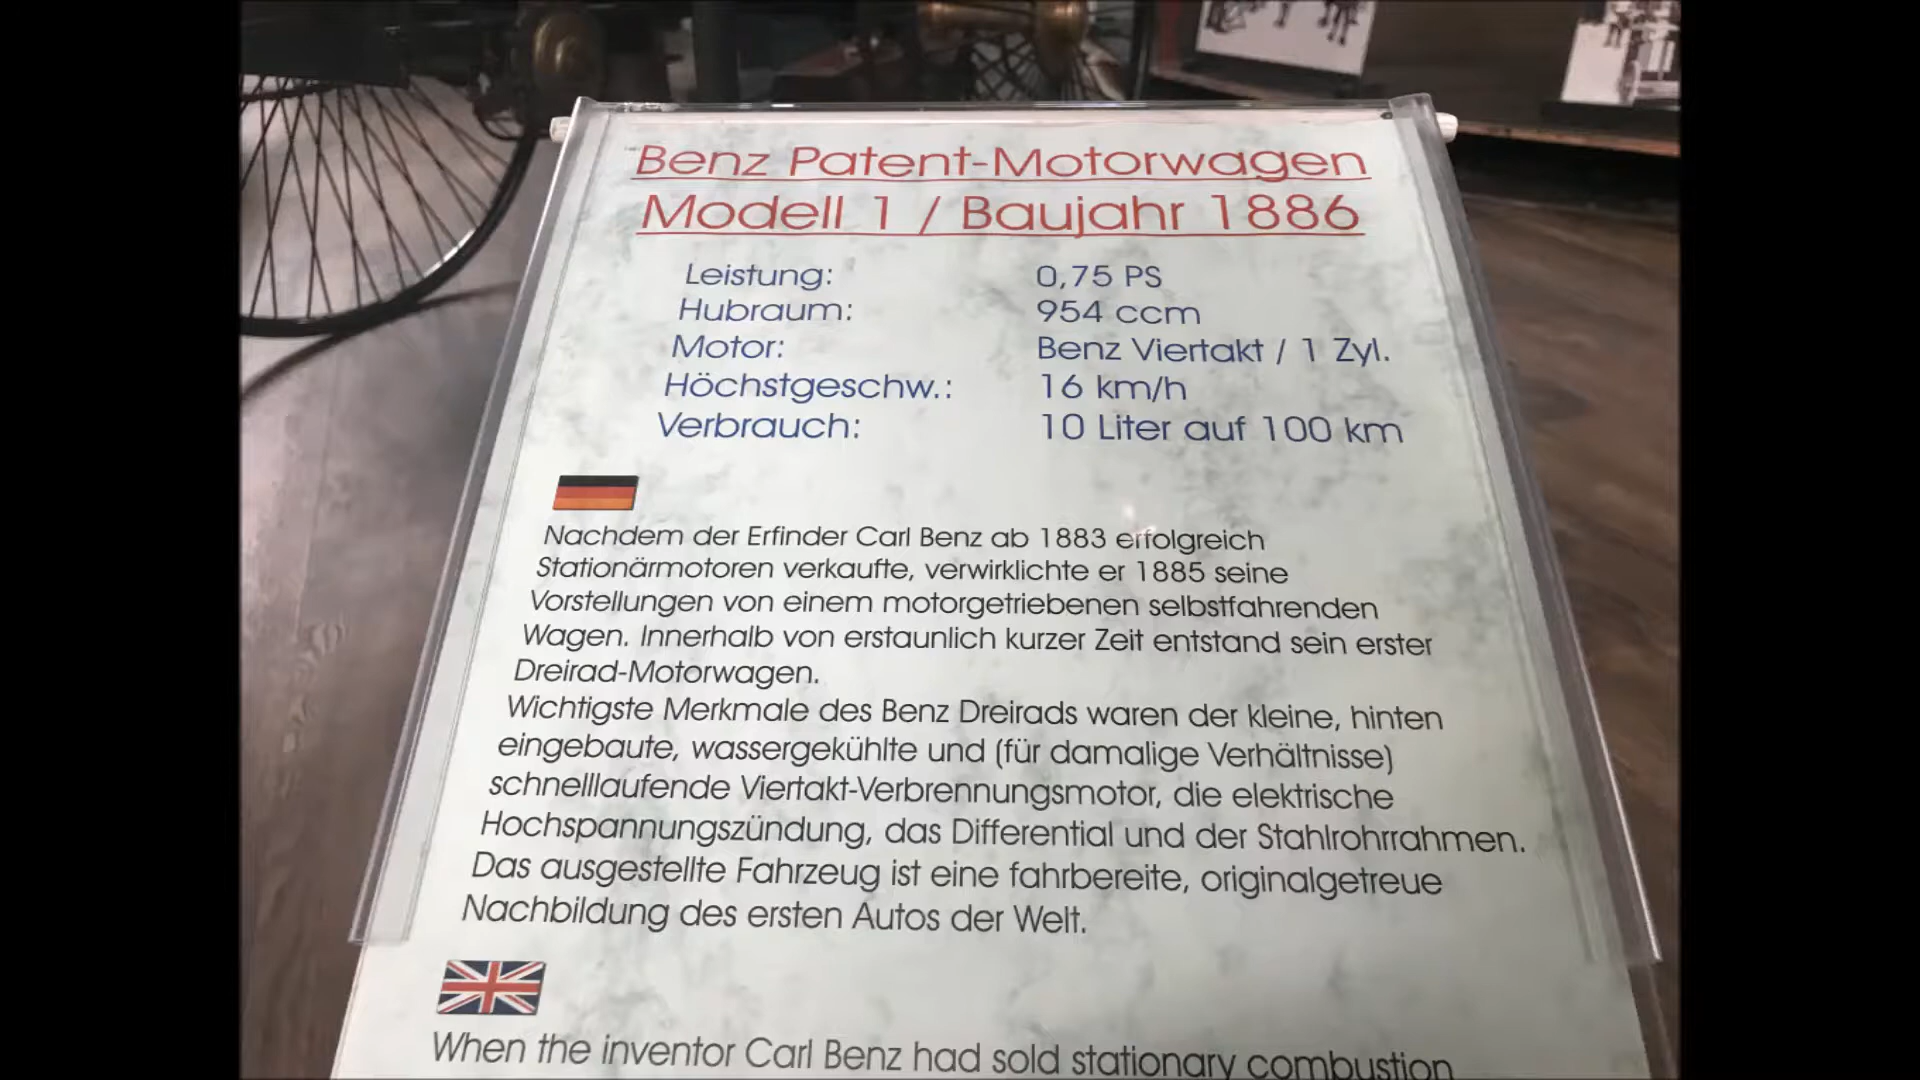 Benz Patent-Motorwagen
Modell 1 / Baujahr 1886
Leistung: 0,75 PS
Hubraum: 954 ccm
Motor: Benz Viertakt / 1 Zyl.
Höchstgeschw.: 16 km/h
Verbrauch: 10 Liter auf 100 km
Nachdem der Erfinder Carl Benz ab 1883 erfolgreich
Stationärmotoren verkaufte, verwirklichte er 1885 seine
Vorstellungen von einem motorgetriebenen selbstfahrenden
Wagen. Innerhalb von erstaunlich kurzer Zeit entstand sein erster
Dreirad-Motorwagen.
Wichtigste Merkmale des Benz Dreirads waren der kleine, hinten
eingebaute, wassergekühlte und (für damalige Verhältnisse)
schnelllaufende Viertakt-Verbrennungsmotor, die elektrische
Hochspannungszündung, das Differential und der Stahlrohrrahmen.
Das ausgestellte Fahrzeug ist eine fahrbereite, originalgetreue
Nachbildung des ersten Autos der Welt.
When the inventor Carl Benz had sold stationary combustion